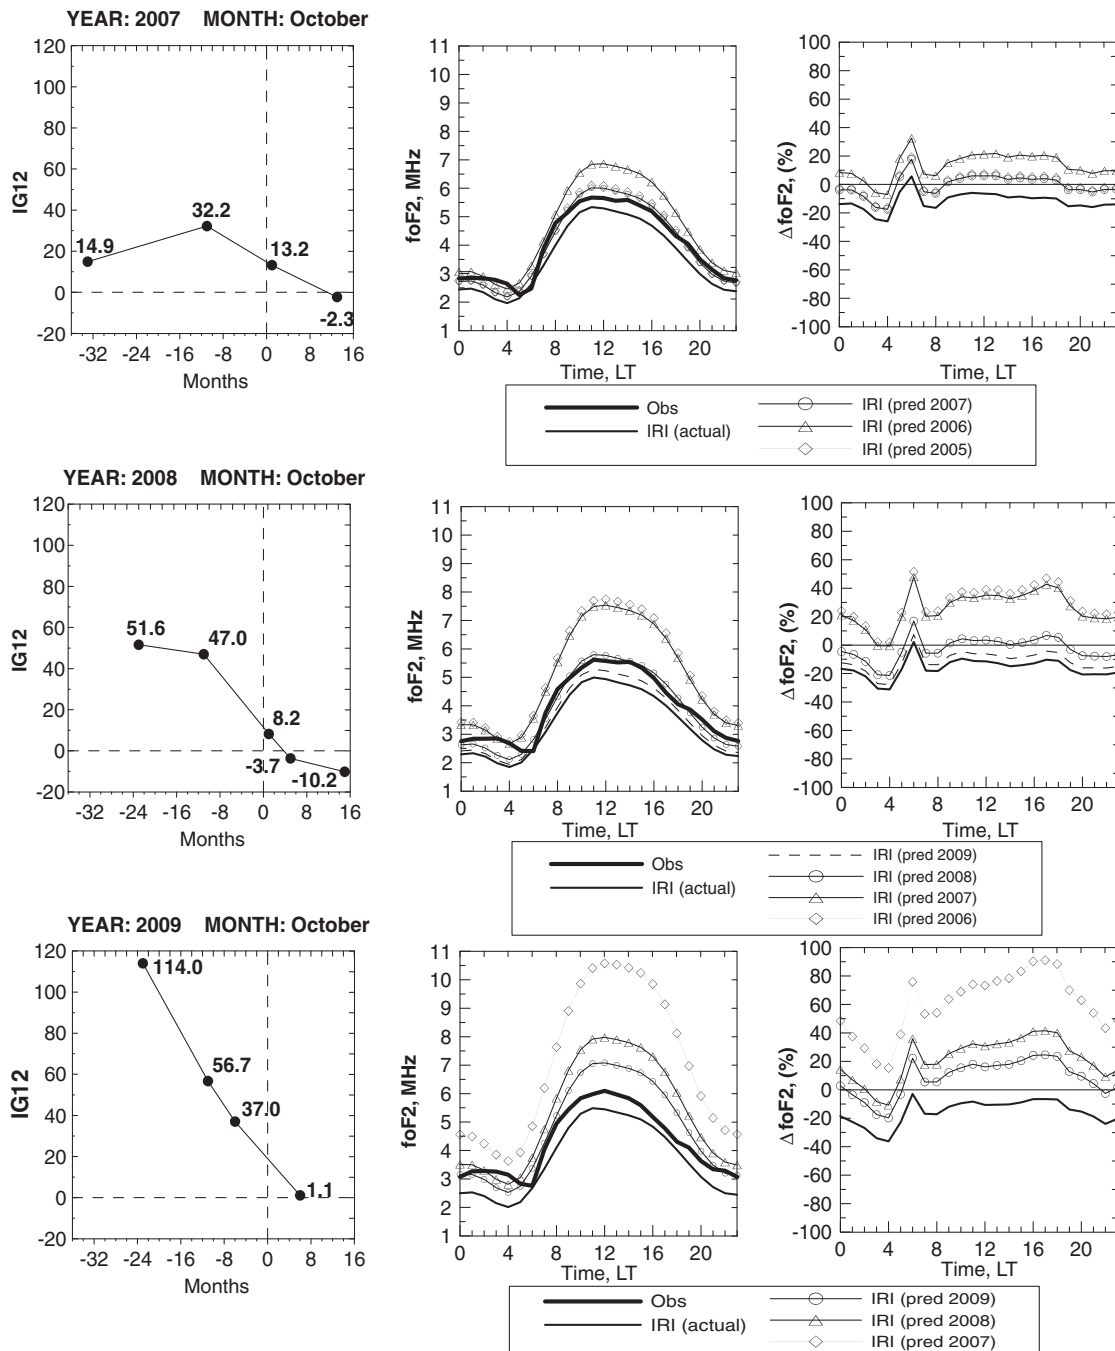 YEAR: 2007 MONTH: October
120
100
80
60
40
20
0
-20
IG12
14.9
32.2
13.2
-2.3
-32 -24 -16 -8 0 8 16
Months
11
10
9
8
7
6
5
4
3
2
1
foF2, MHz
0 4 8 12 16 20
Time, LT
100
80
60
40
20
0
-20
-40
-60
-80
-100
ΔfoF2, (%)
0 4 8 12 16 20
Time, LT
Obs
IRI (actual)
IRI (pred 2007)
IRI (pred 2006)
IRI (pred 2005)
YEAR: 2008 MONTH: October
120
100
80
60
40
20
0
-20
IG12
51.6
47.0
8.2
-3.7
-10.2
-32 -24 -16 -8 0 8 16
Months
11
10
9
8
7
6
5
4
3
2
1
foF2, MHz
0 4 8 12 16 20
Time, LT
100
80
60
40
20
0
-20
-40
-60
-80
-100
ΔfoF2, (%)
0 4 8 12 16 20
Time, LT
Obs
IRI (actual)
IRI (pred 2009)
IRI (pred 2008)
IRI (pred 2007)
IRI (pred 2006)
YEAR: 2009 MONTH: October
120
100
80
60
40
20
0
-20
IG12
114.0
56.7
37.0
1.1
-32 -24 -16 -8 0 8 16
Months
11
10
9
8
7
6
5
4
3
2
1
foF2, MHz
0 4 8 12 16 20
Time, LT
100
80
60
40
20
0
-20
-40
-60
-80
-100
ΔfoF2, (%)
0 4 8 12 16 20
Time, LT
Obs
IRI (actual)
IRI (pred 2009)
IRI (pred 2008)
IRI (pred 2007)